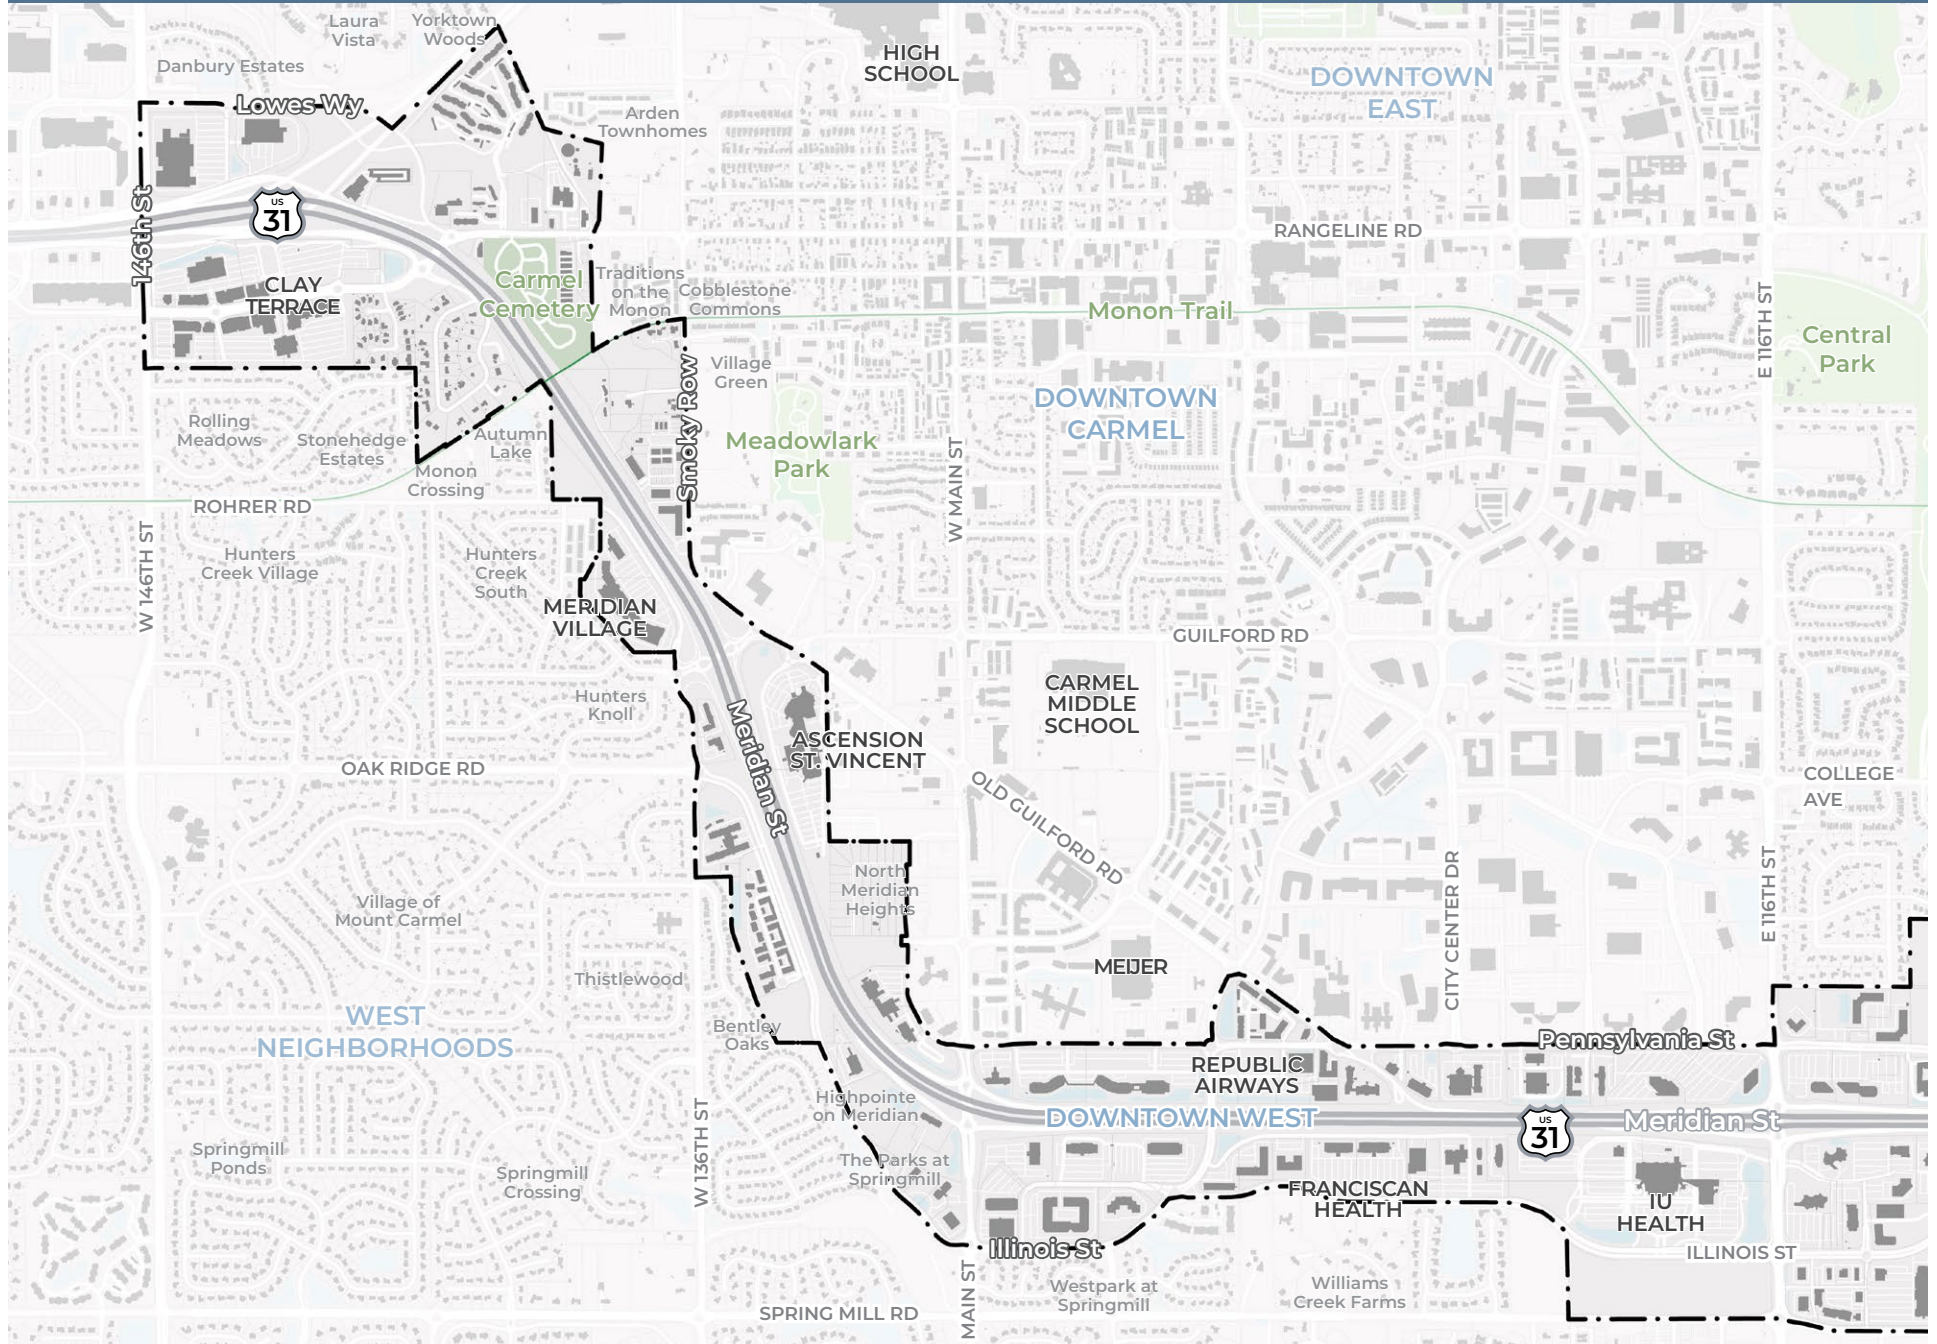 Laura
Vista
Yorktown
Woods
Danbury Estates
HIGH
SCHOOL
DOWNTOWN
EAST
Lowes Wy
Arden
Townhomes
146th St
US
31
RANGELINE RD
CLAY
TERRACE
Carmel
Cemetery
Traditions
on the
Monon
Cobblestone
Commons
Monon Trail
E 116TH ST
Central
Park
Village
Green
Smoky Row
DOWNTOWN
CARMEL
Rolling
Meadows
Stonehedge
Estates
Autumn
Lake
Monon
Crossing
Meadowlark
Park
W MAIN ST
ROHRER RD
W 146TH ST
Hunters
Creek Village
Hunters
Creek
South
MERIDIAN
VILLAGE
GUILFORD RD
Hunters
Knoll
CARMEL
MIDDLE
SCHOOL
Meridian St
ASCENSION
ST. VINCENT
OAK RIDGE RD
OLD GUILFORD RD
COLLEGE
AVE
North
Meridian
Heights
Village of
Mount Carmel
CITY CENTER DR
E 116TH ST
Thistlewood
MEIJER
WEST
NEIGHBORHOODS
Bentley
Oaks
Pennsylvania St
REPUBLIC
AIRWAYS
Highpointe
on Meridian
DOWNTOWN WEST
US
31
Meridian St
W 136TH ST
Springmill
Ponds
Springmill
Crossing
The Parks at
Springmill
FRANCISCAN
HEALTH
IU
HEALTH
Illinois St
ILLINOIS ST
MAIN ST
Westpark at
Springmill
Williams
Creek Farms
SPRING MILL RD